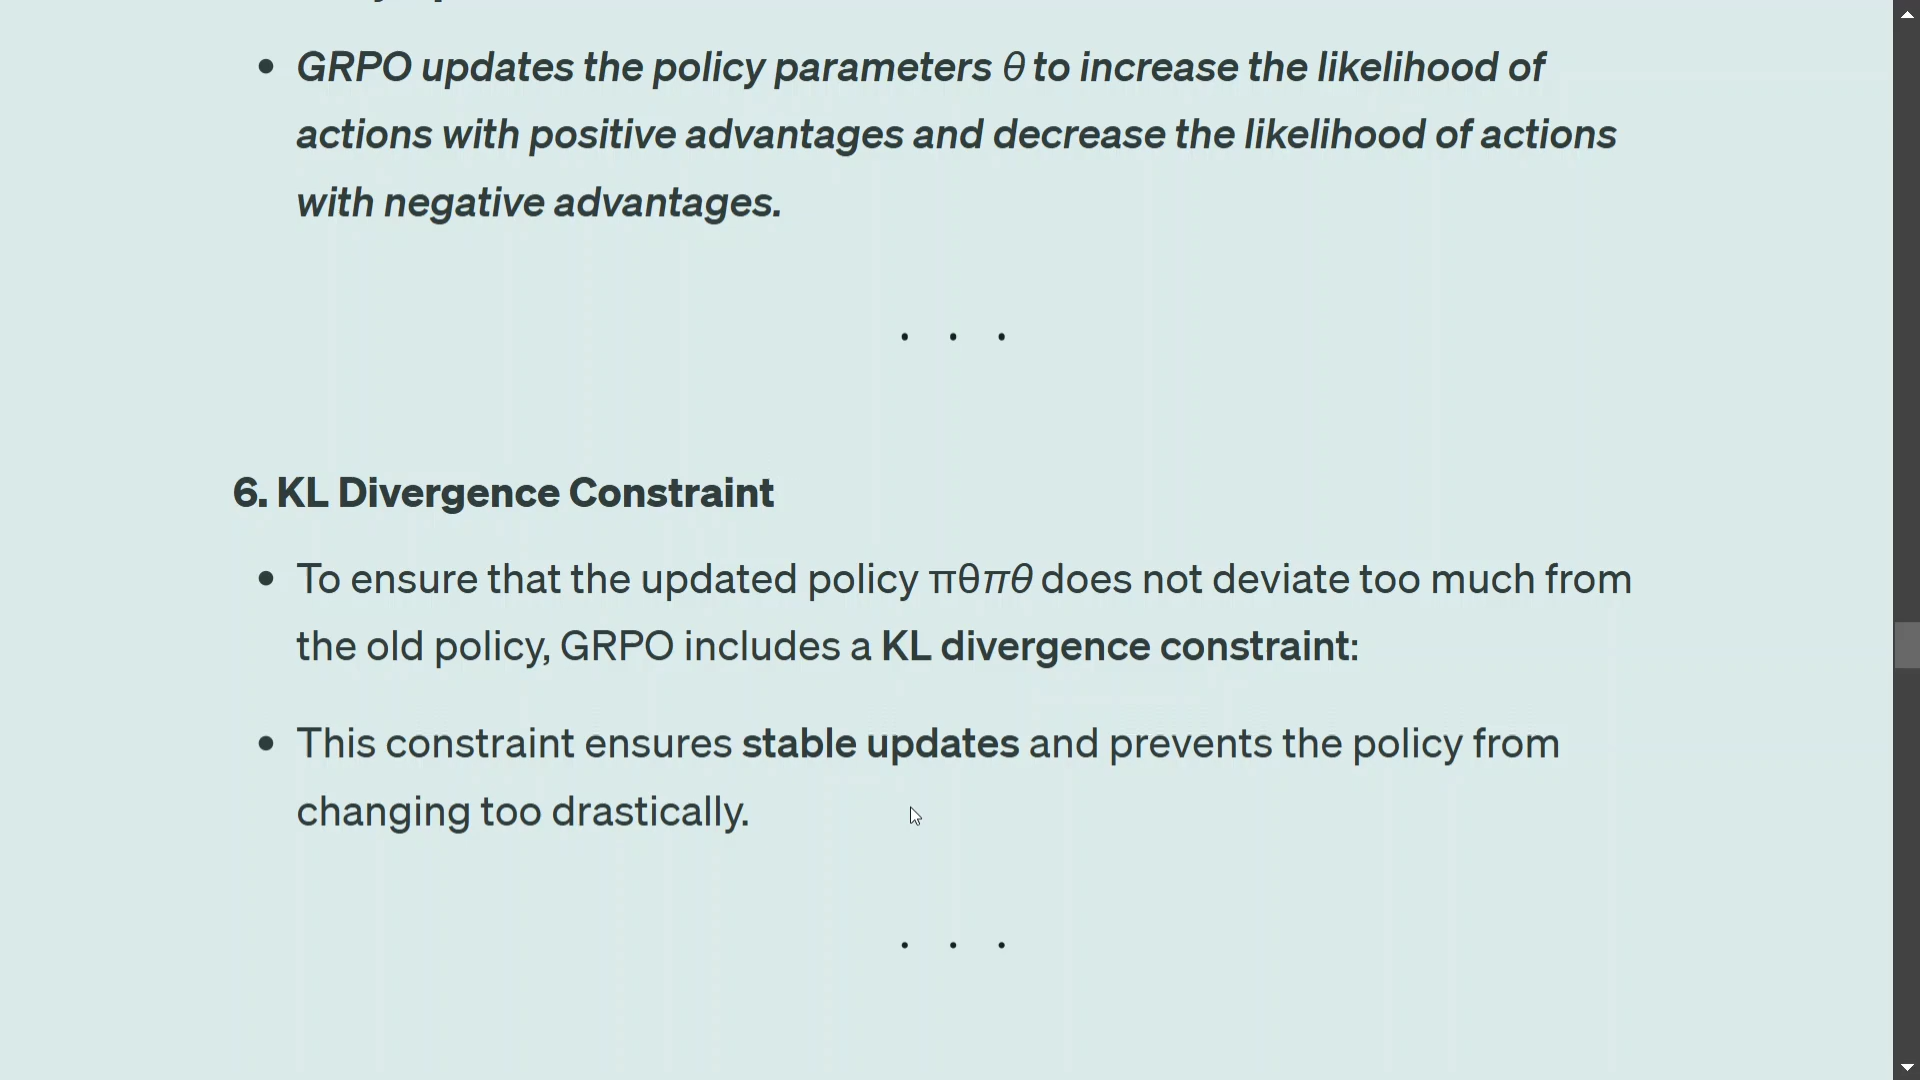 GRPO updates the policy parameters θ to increase the likelihood of
actions with positive advantages and decrease the likelihood of actions
with negative advantages.
. . .
6. KL Divergence Constraint
To ensure that the updated policy πθπθ does not deviate too much from
the old policy, GRPO includes a KL divergence constraint:
This constraint ensures stable updates and prevents the policy from
changing too drastically.
. . .